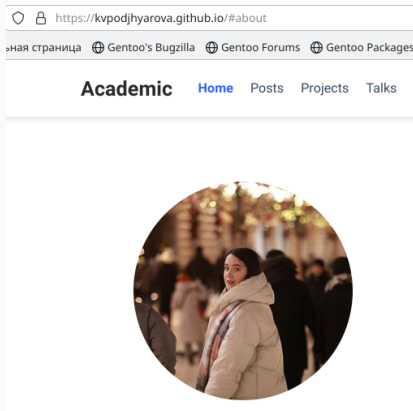 https://kvpodjhyarova.github.io/#about
ьная страница Gentoo's Bugzilla Gentoo Forums Gentoo Packages
Academic Home Posts Projects Talks